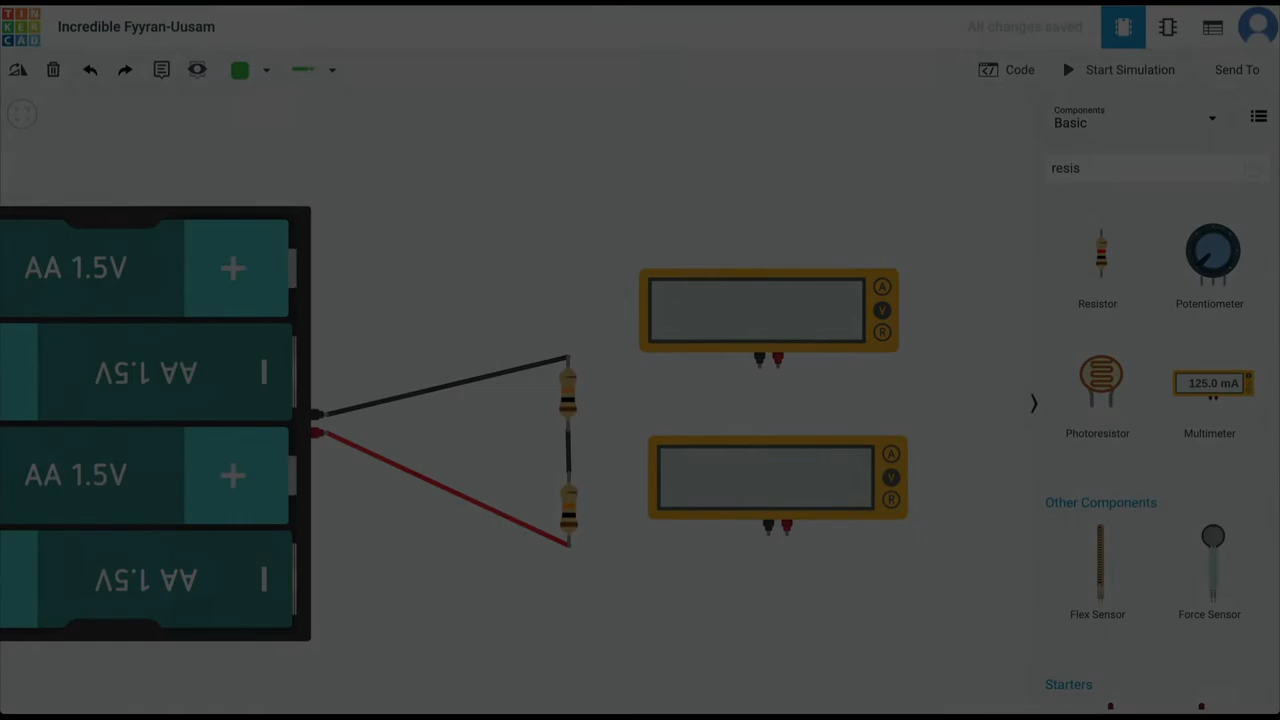 TIN
KER
CAD
Incredible Fyyran-Uusam
All changes saved
Code
Start Simulation
Send To
Components
Basic
resis
AA 1.5V
+
AA 1.5V
AA 1.5V
+
AA 1.5V
A
V
R
A
V
R
Resistor
Potentiometer
125.0 mA
Photoresistor
Multimeter
Other Components
Flex Sensor
Force Sensor
Starters